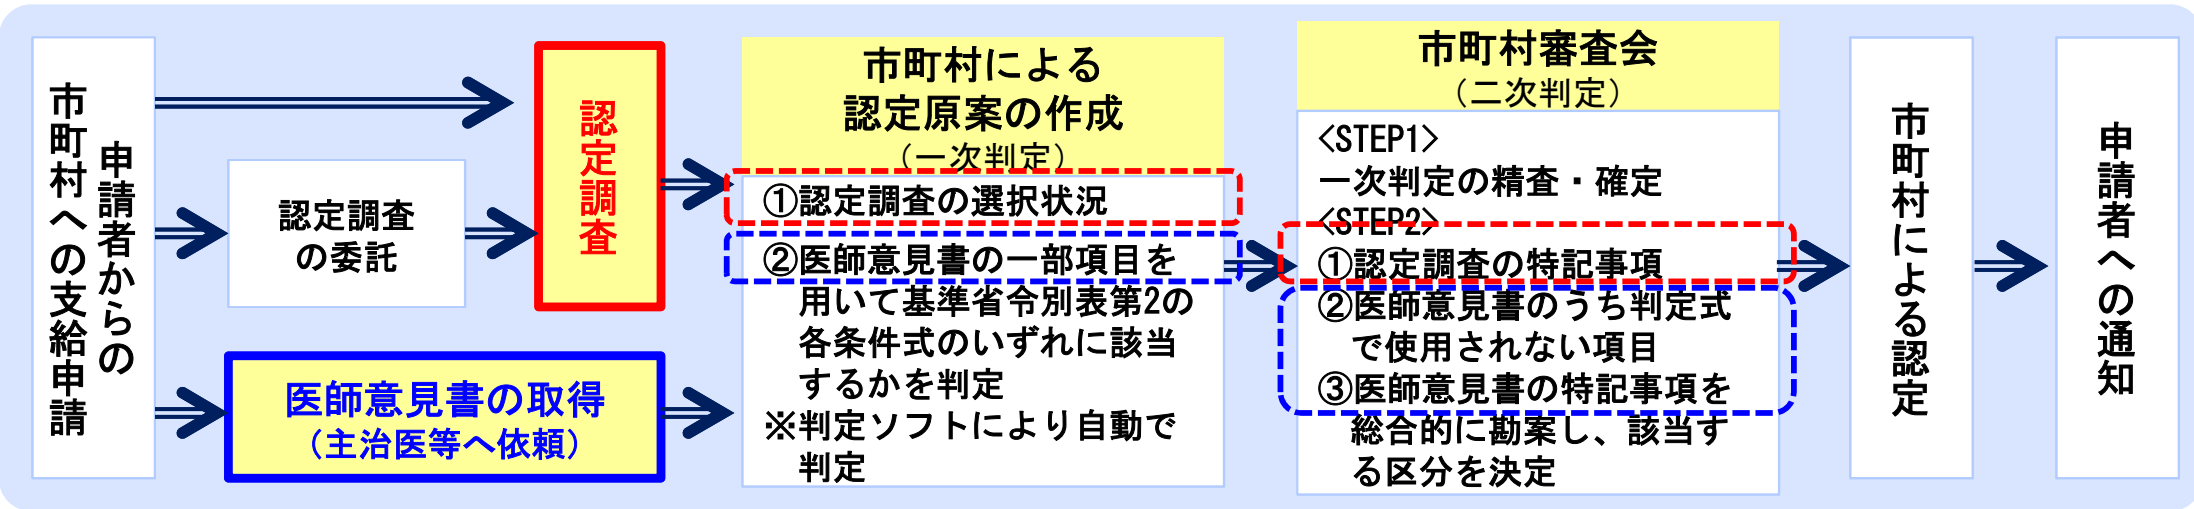 申請者からの
市町村への支給申請
認定調査
の委託
認定調査
医師意見書の取得
（主治医等へ依頼）
市町村による
認定原案の作成
（一次判定）
①認定調査の選択状況
②医師意見書の一部項目を
用いて基準省令別表第2の
各条件式のいずれに該当
するかを判定
※判定ソフトにより自動で
判定
市町村審査会
（二次判定）
<STEP1>
一次判定の精査・確定
<STEP2>
①認定調査の特記事項
②医師意見書のうち判定式
で使用されない項目
③医師意見書の特記事項を
総合的に勘案し、該当す
る区分を決定
市町村による認定
申請者への通知